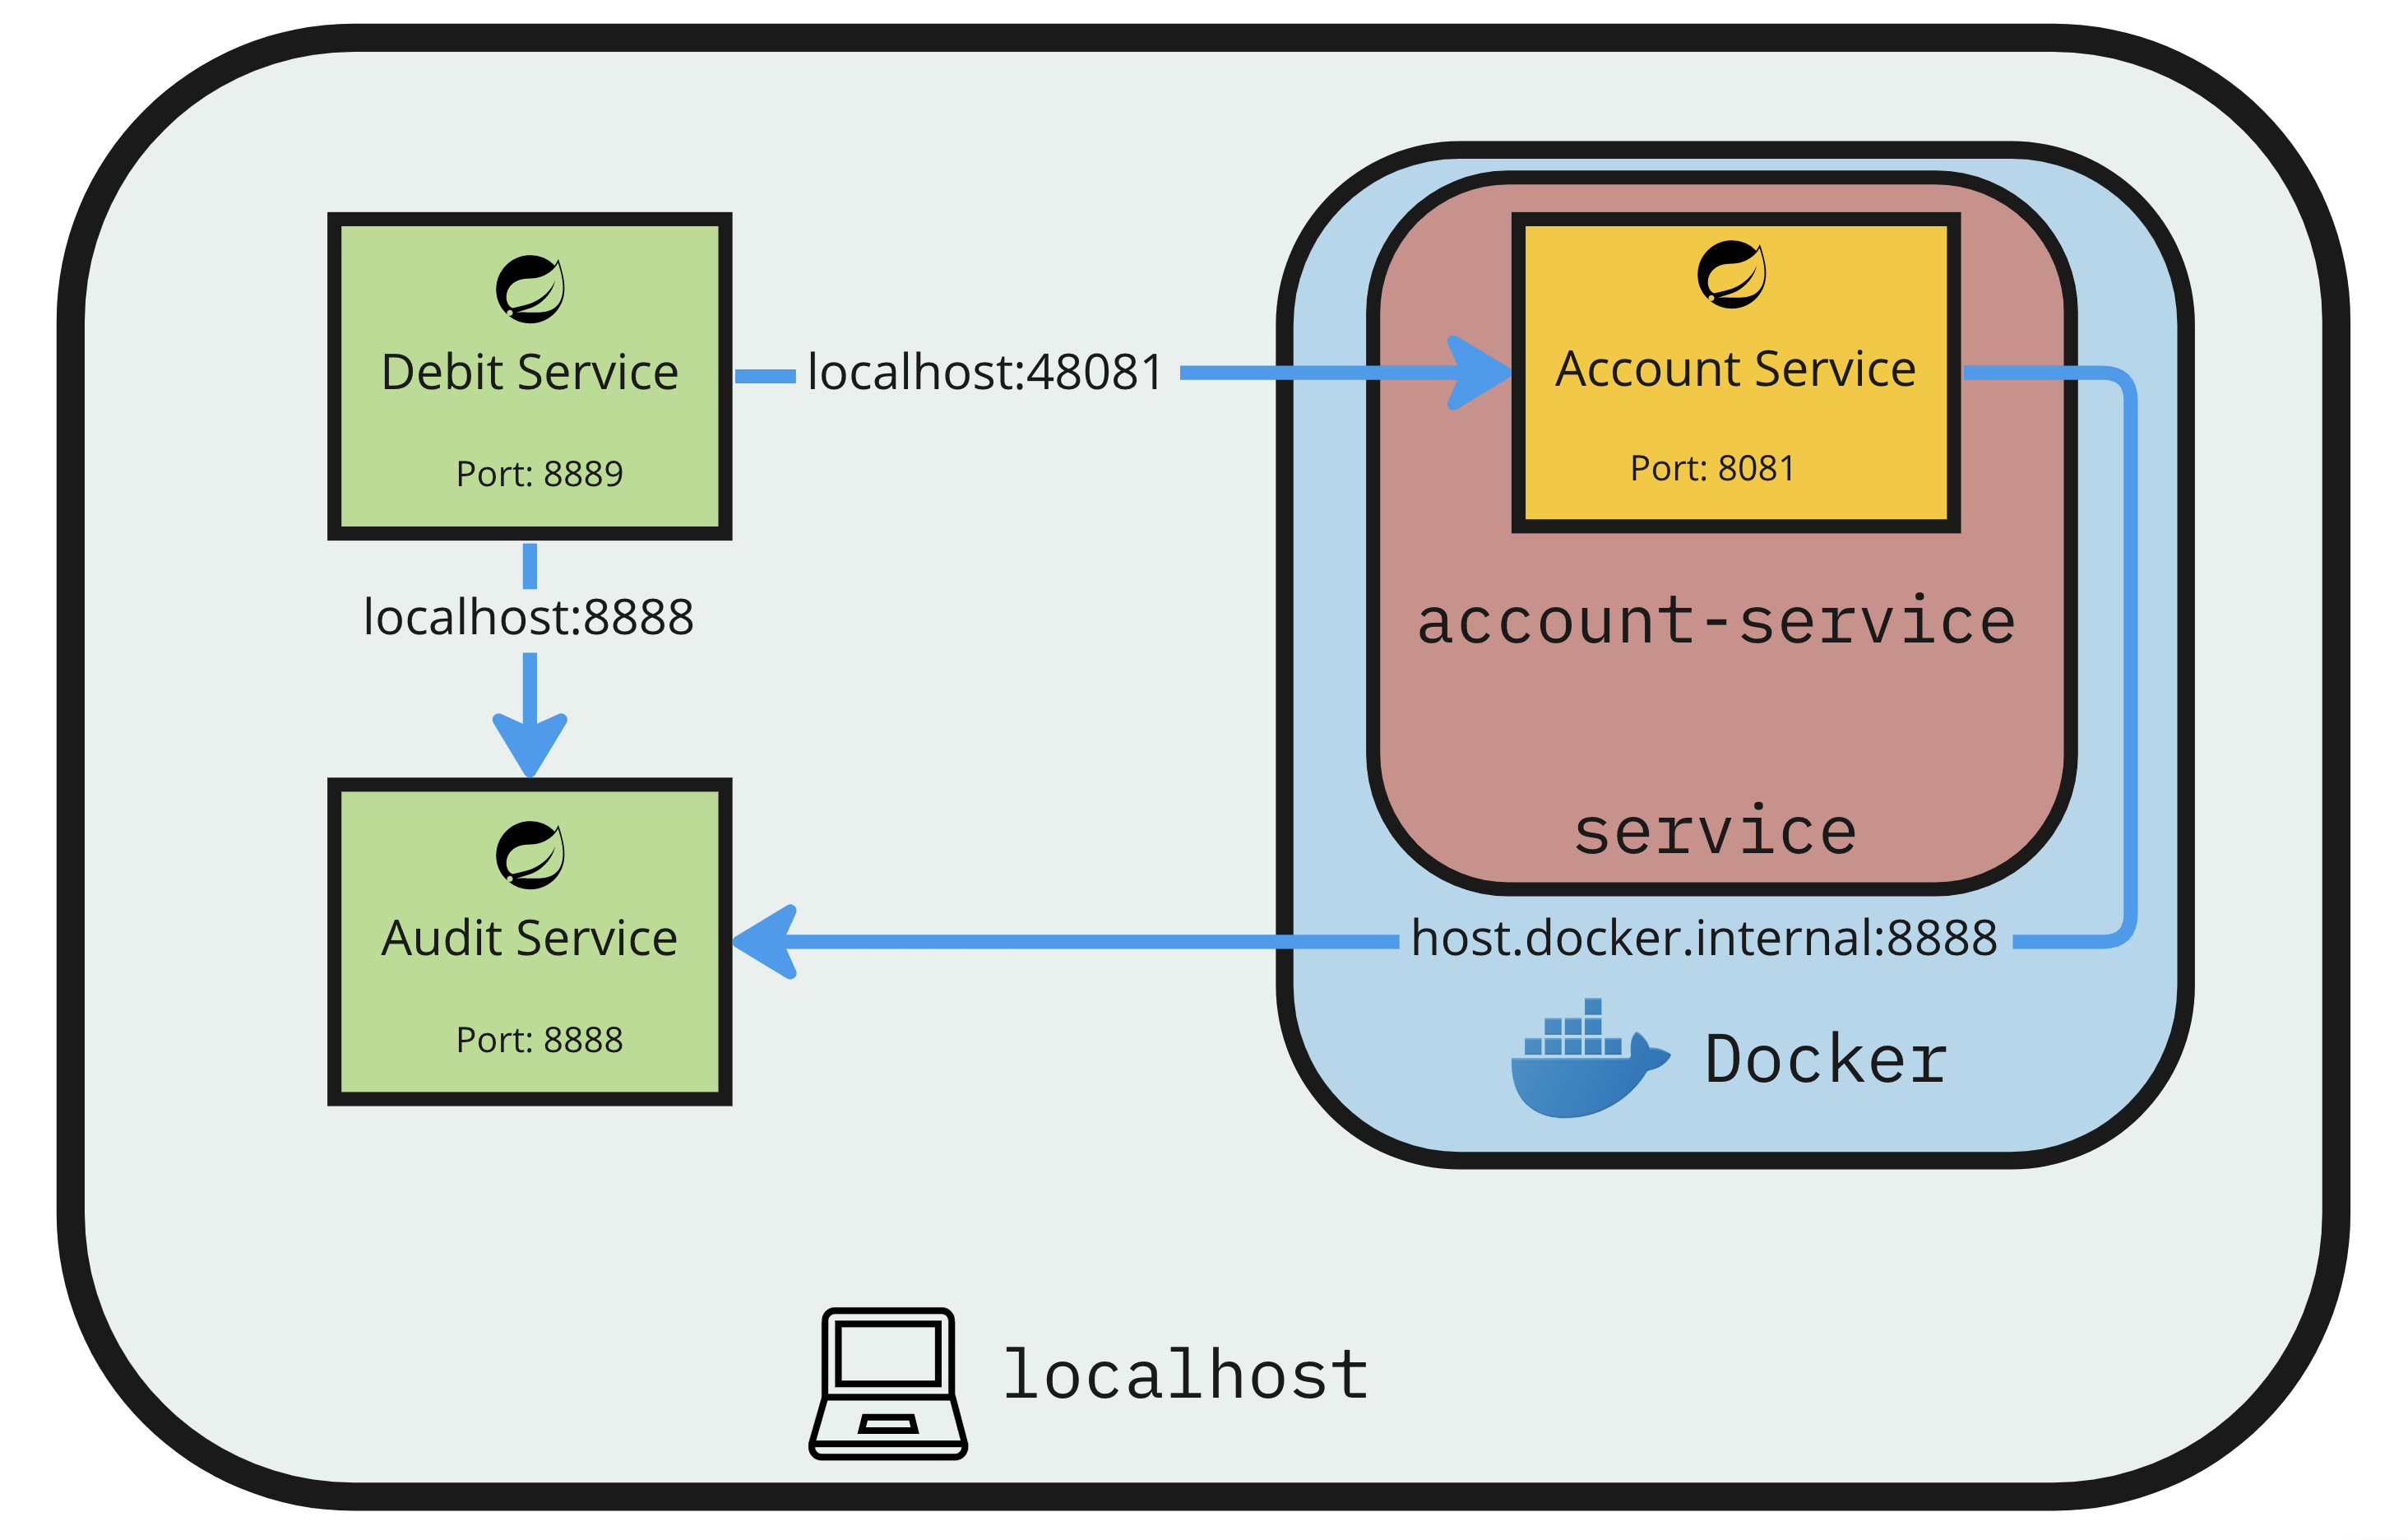 Debit Service
Port: 8889
localhost:48081
Account Service
Port: 8081
localhost:8888
account-service
service
Audit Service
Port: 8888
host.docker.internal:8888
Docker
localhost